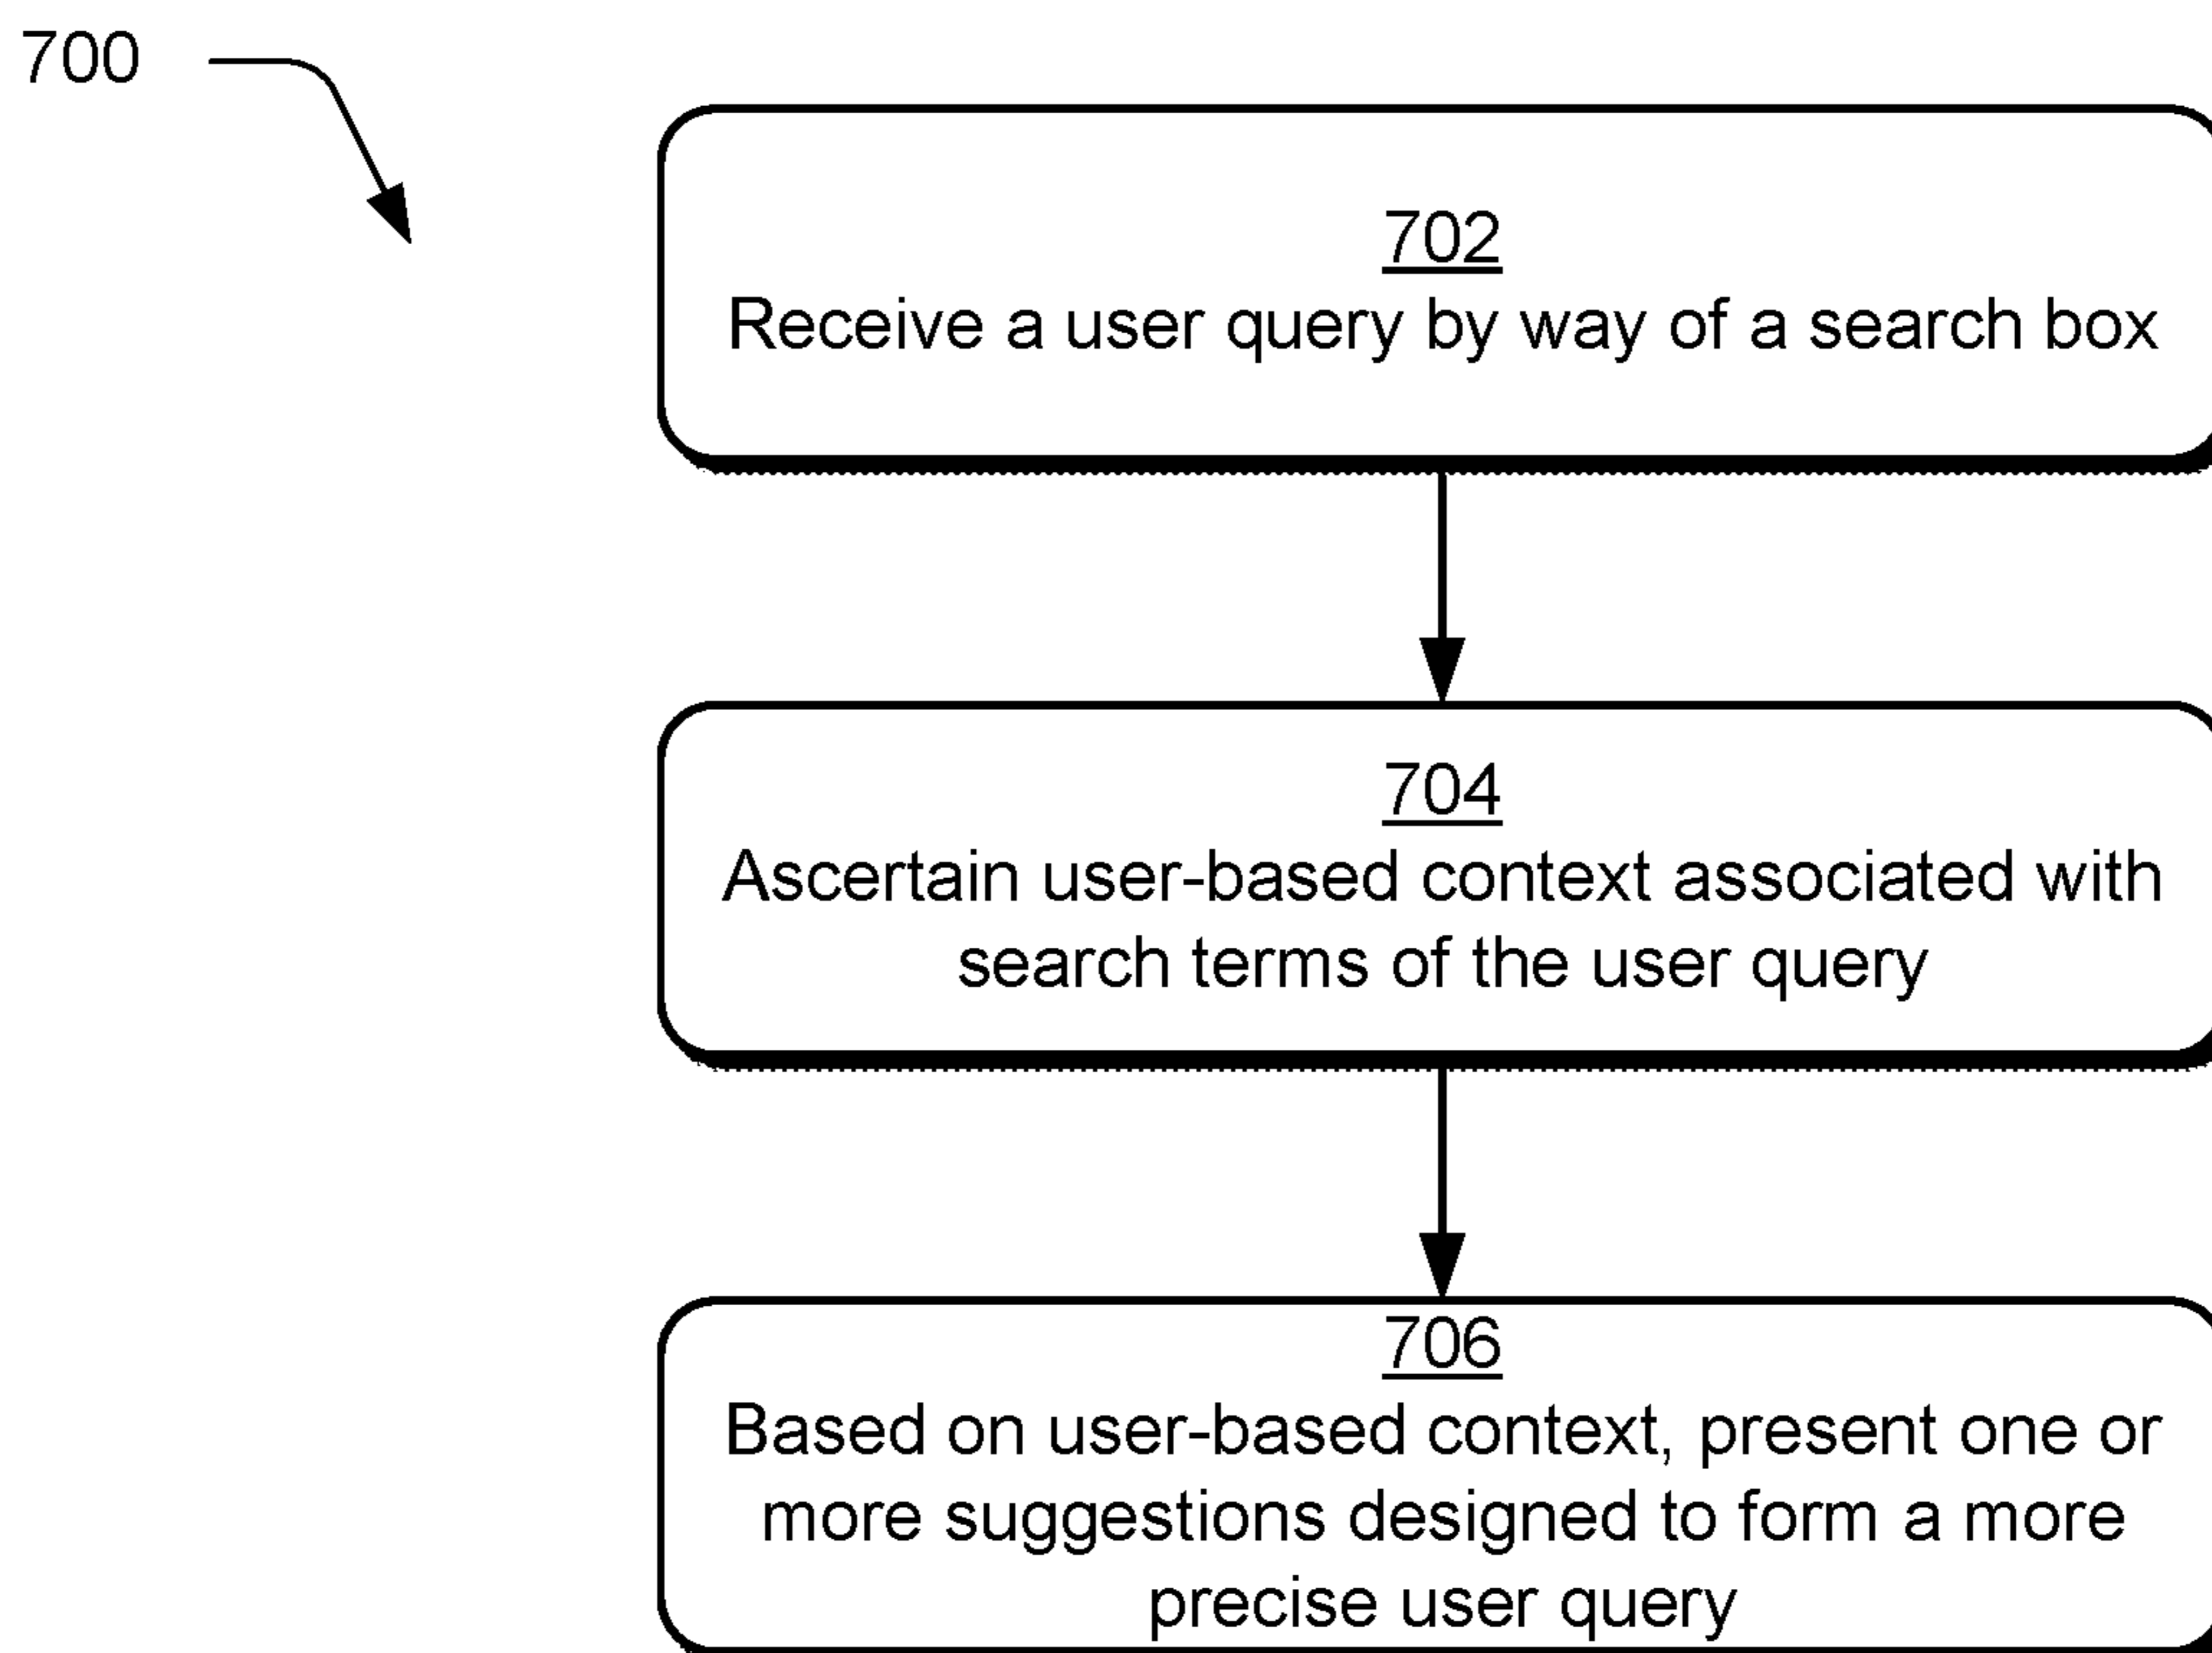 700
702
Receive a user query by way of a search box
704
Ascertain user-based context associated with
search terms of the user query
706
Based on user-based context, present one or
more suggestions designed to form a more
precise user query